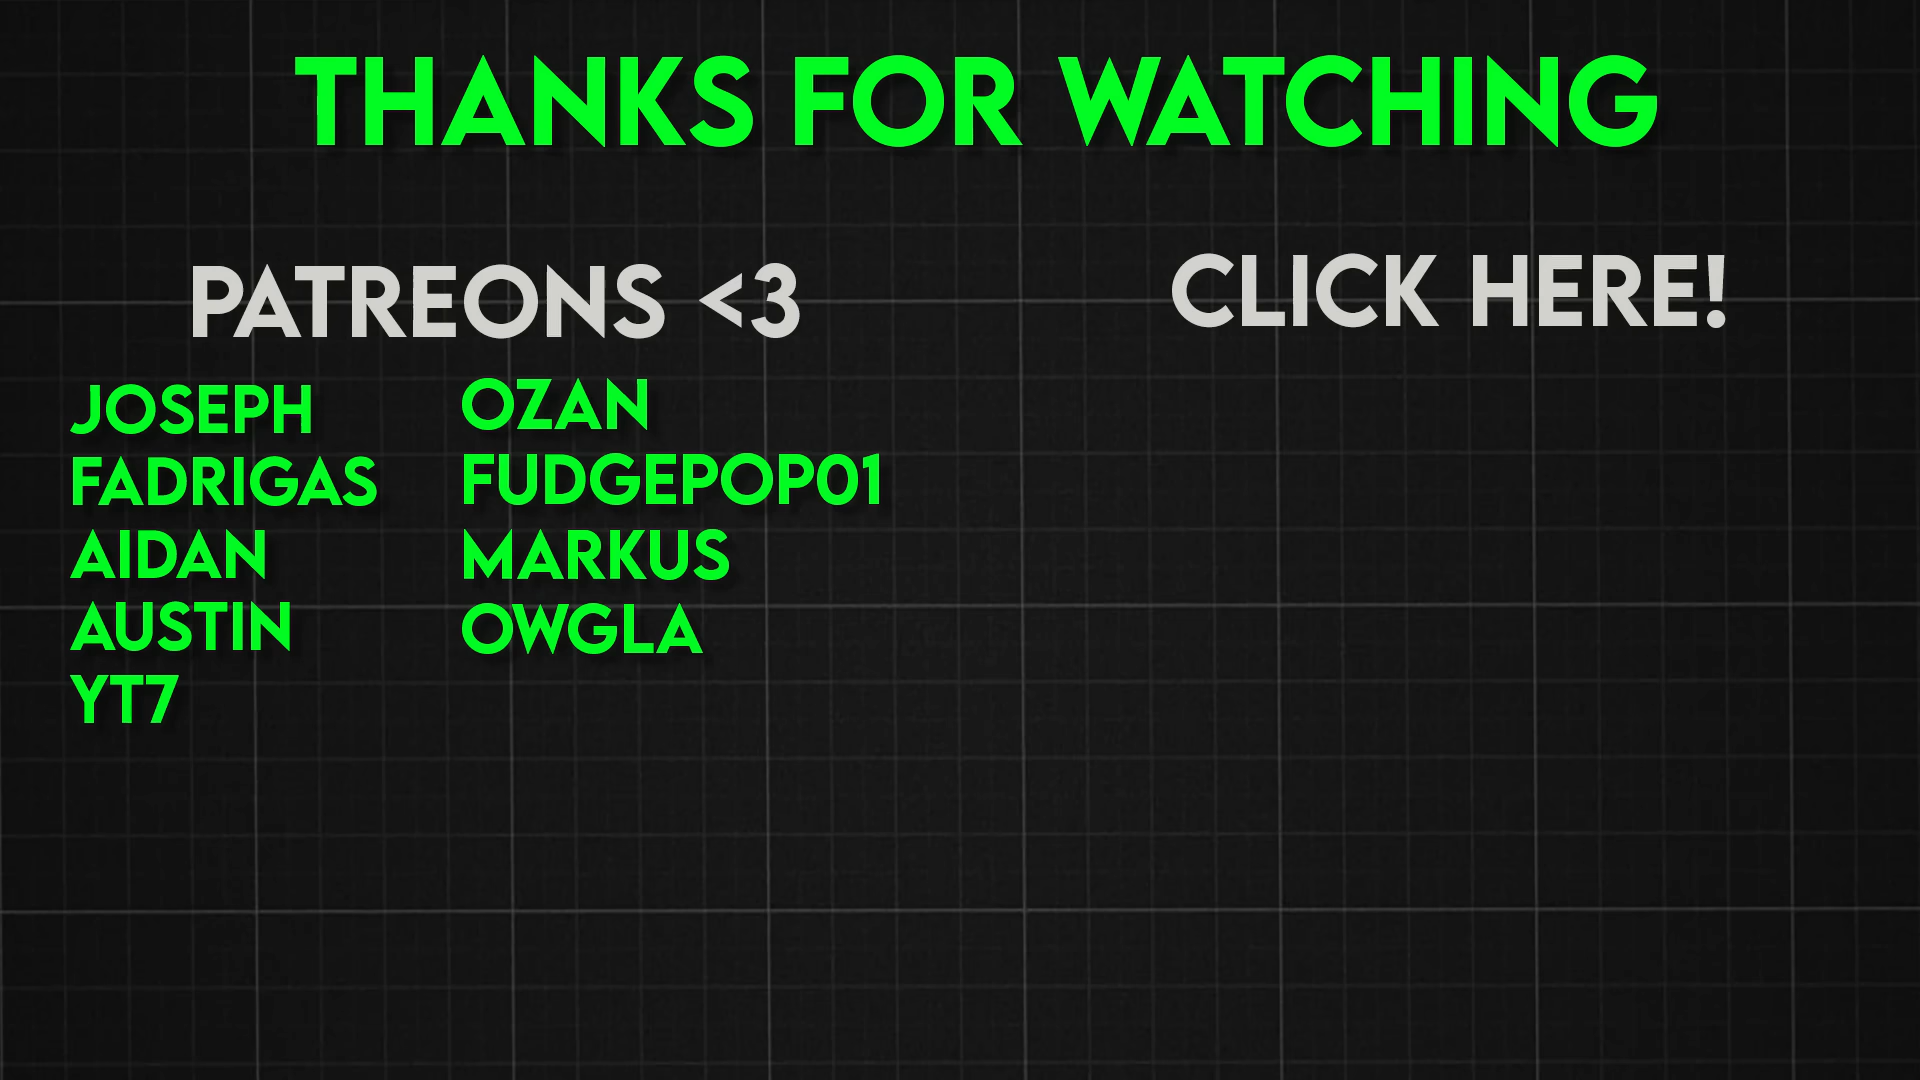 THANKS FOR WATCHING
PATREONS <3
JOSEPH
FADRIGAS
AIDAN
AUSTIN
YT7
OZAN
FUDGEPOP01
MARKUS
OWGLA
CLICK HERE!